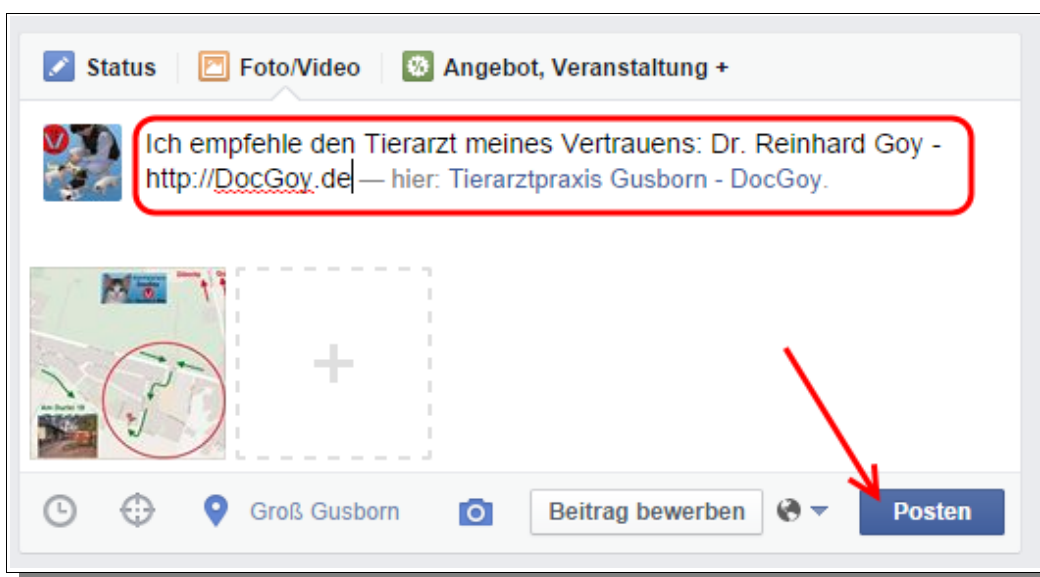 Status Foto/Video Angebot, Veranstaltung +
Ich empfehle den Tierarzt meines Vertrauens: Dr. Reinhard Goy -
http://DocGoy.de — hier: Tierarztpraxis Gusborn - DocGoy.
Groß Gusborn Beitrag bewerben Posten